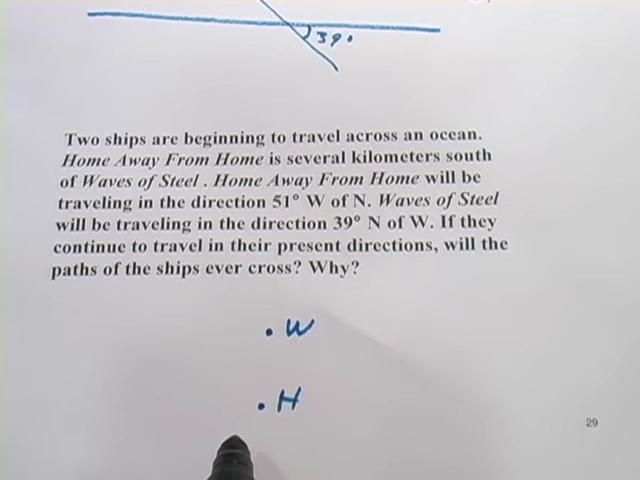 39°
Two ships are beginning to travel across an ocean.
Home Away From Home is several kilometers south
of Waves of Steel . Home Away From Home will be
traveling in the direction 51° W of N. Waves of Steel
will be traveling in the direction 39° N of W. If they
continue to travel in their present directions, will the
paths of the ships ever cross? Why?
. W
. H
29